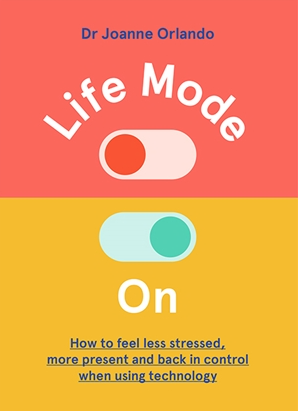 Dr Joanne Orlando
Life Mode
On
How to feel less stressed,
more present and back in control
when using technology